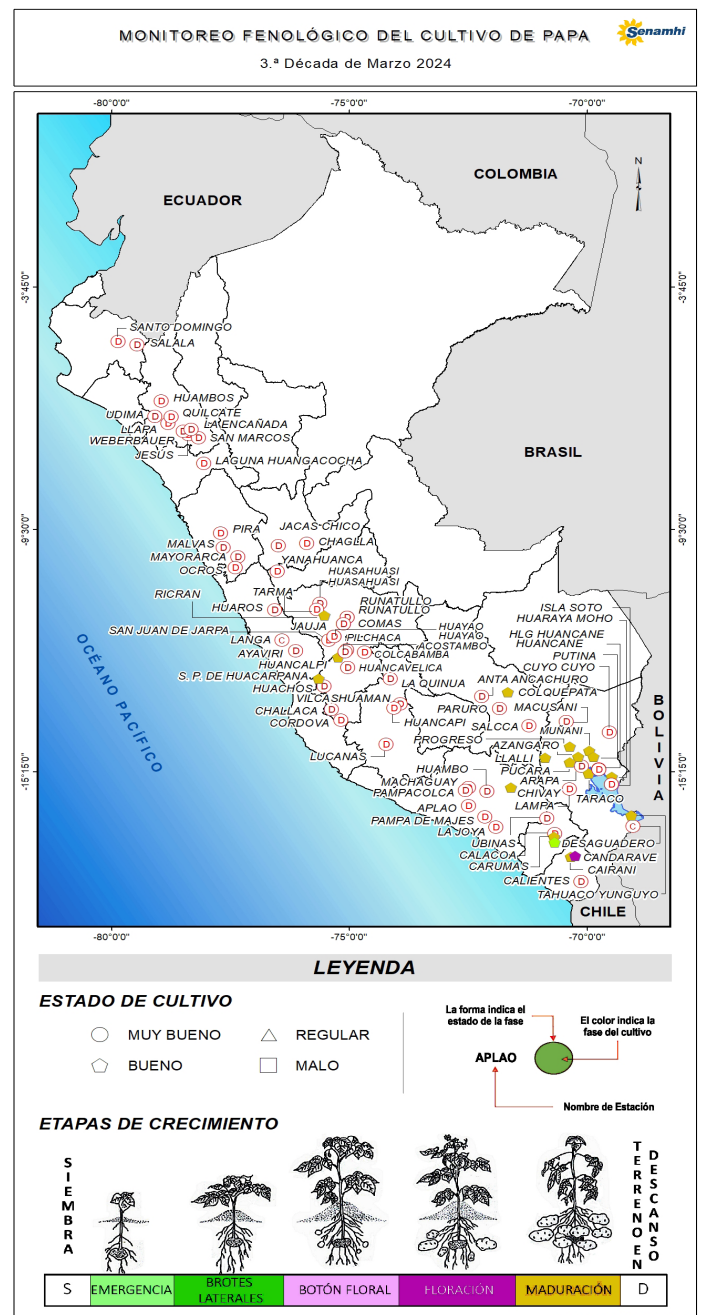 MONITOREO FENOLÓGICO DEL CULTIVO DE PAPA
Senamhi
3.ª Década de Marzo 2024
-80°0'0" -75°0'0" -70°0'0"
COLOMBIA
N
ECUADOR
-3°45'0" -3°45'0"
SANTO DOMINGO
D D SALALA
D HUAMBOS
UDIMA D D QUILCATE
LLAPA D LA ENCAÑADA
WEBERBAUER D D D SAN MARCOS
JESÚS
BRASIL
D LAGUNA HUANGACOCHA
-9°30'0" -9°30'0"
D PIRA JACAS CHICO
MALVAS D D D CHAGLLA
MAYORARCA D YANAHUANCA
OCROS D D HUASAHUASI
HUASAHUASI
RICRAN TARMA
ISLA SOTO
HUARAYA MOHO
HUAROS D D D RUNATULLO
RUNATULLO
HLG HUANCANE
HUANCANE
SAN JUAN DE JARPA JAUJA D COMAS HUAYAO
HUAYAO
PUTINA
LANGA C D PILCHACA ACOSTAMBO
CUYO CUYO
AYAVIRI D D D COLCABAMBA
HUANCALPI D HUANCAVELICA
ANTA ANCACHURO
S. P. DE HUACARPANA D LA QUINUA
COLQUEPATA
HUACHOS D
VILCASHUAMAN D
PARURO D MACUSANI
CHALLACA D D HUANCAPI
SALCCA D D MUÑANI
CORDOVA D
PROGRESO D
LUCANAS D
AZANGARO
LLALLI
PUCARA D D
-15°15'0" -15°15'0"
HUAMBO
MACHAGUAY D D
ARAPA D
PAMPACOLCA D
CHIVAY D
TARACO
APLAO D
LAMPA
PAMPA DE MAJES D D
LA JOYA D
UBINAS D
DESAGUADERO C
CALACOA
CARUMAS
CANDARAVE
CAIRANI
CALIENTES D
TAHUACO YUNGUYO
BOLIVIA
CHILE
OCÉANO PACÍFICO
-80°0'0" -75°0'0" -70°0'0"
LEYENDA
ESTADO DE CULTIVO
MUY BUENO REGULAR
BUENO MALO
La forma indica el
estado de la fase
El color indica la
fase del cultivo
APLAO
Nombre de Estación
ETAPAS DE CRECIMIENTO
SIEMBRA
TERRENO EN
DESCANSO
S EMERGENCIA BROTES
LATERALES BOTÓN FLORAL FLORACIÓN MADURACIÓN D